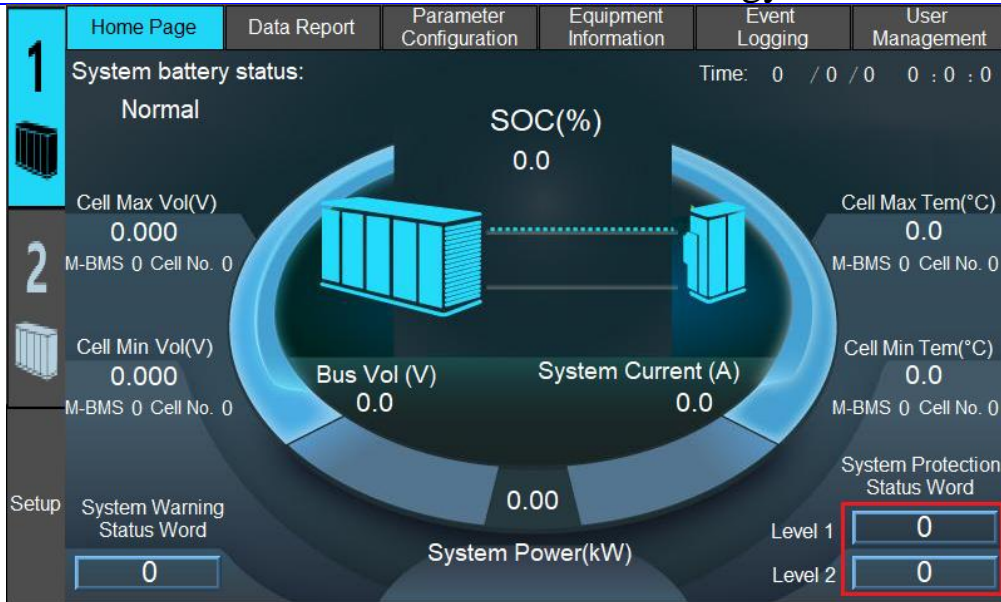 1
2
Setup
Home Page
Data Report
Parameter
Configuration
Equipment
Information
Event
Logging
User
Management
System battery status:
Normal
Time: 0 / 0 / 0 0 : 0 : 0
SOC(%)
0.0
Cell Max Vol(V)
0.000
M-BMS 0 Cell No. 0
Cell Min Vol(V)
0.000
M-BMS 0 Cell No. 0
Bus Vol (V)
0.0
System Current (A)
0.0
Cell Max Tem(°C)
0.0
M-BMS 0 Cell No. 0
Cell Min Tem(°C)
0.0
M-BMS 0 Cell No. 0
System Warning
Status Word
0
0.00
System Power(kW)
System Protection
Status Word
Level 1 0
Level 2 0